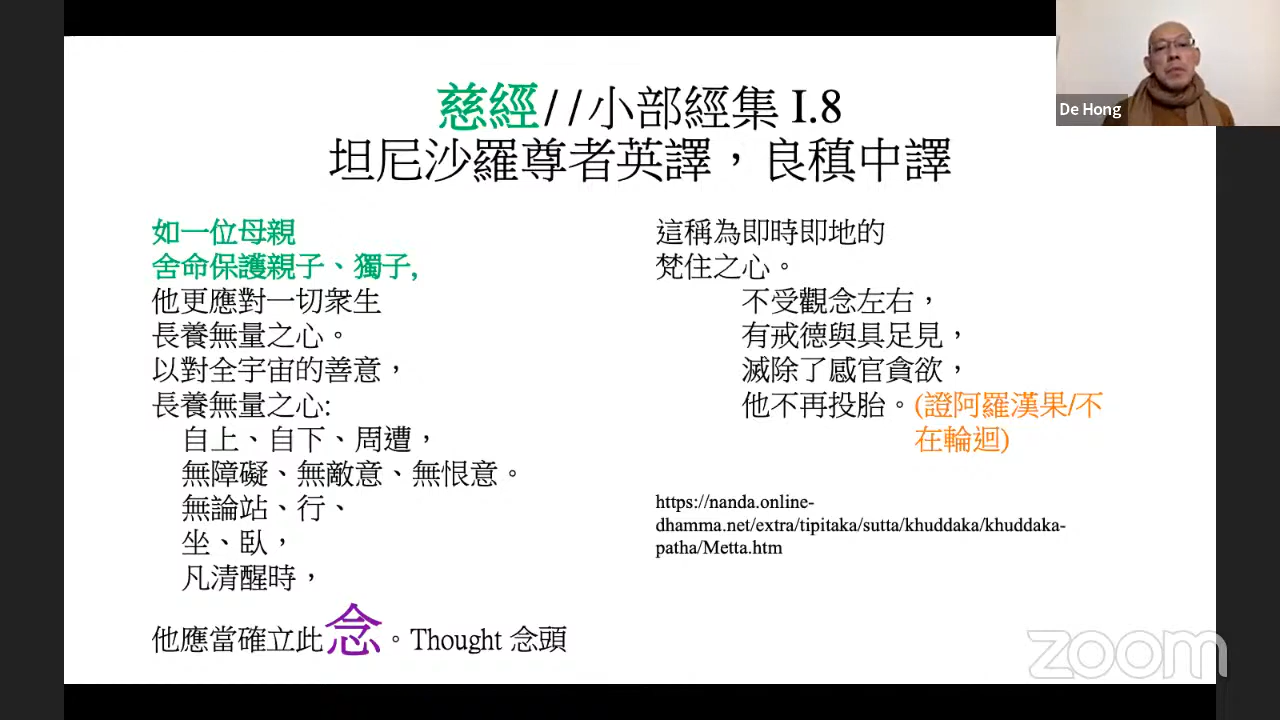 慈經//小部經集 I.8
坦尼沙羅尊者英譯，良稹中譯
如一位母親
舍命保護親子、獨子,
他更應對一切衆生
長養無量之心。
以對全宇宙的善意，
長養無量之心:
自上、自下、周遭，
無障礙、無敵意、無恨意。
無論站、行、
坐、臥，
凡清醒時，
他應當確立此念。Thought 念頭
這稱為即時即地的
梵住之心。
不受觀念左右，
有戒德與具足見，
滅除了感官貪欲，
他不再投胎。(證阿羅漢果/不
在輪迴)
https://nanda.online-
dhamma.net/extra/tipitaka/sutta/khuddaka/khuddaka-
patha/Metta.htm
De Hong
zoom